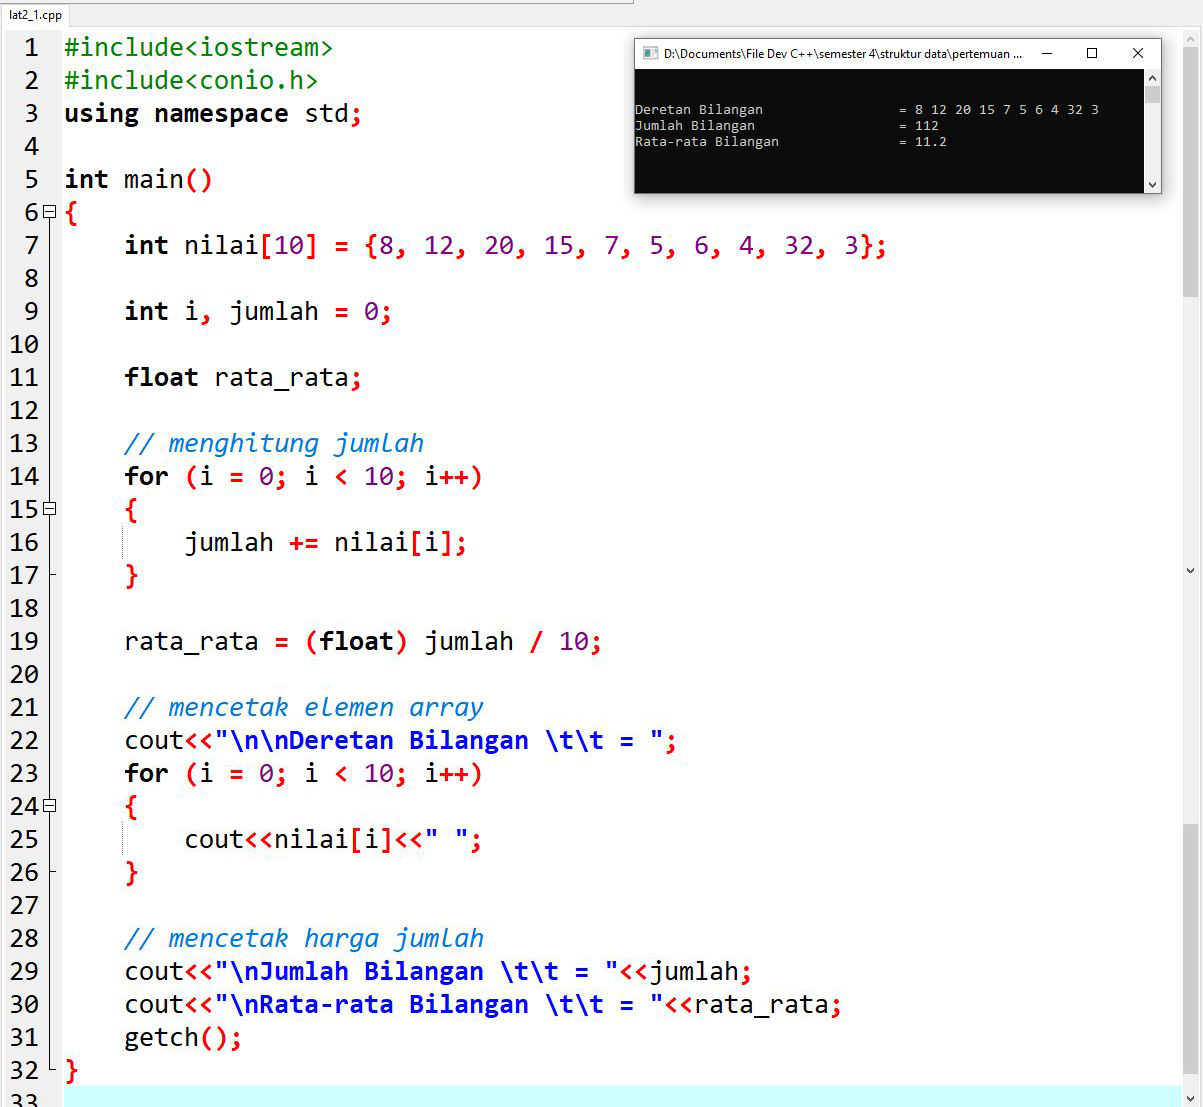 lat2_1.cpp
1 #include<iostream>
2 #include<conio.h>
3 using namespace std;
4
5 int main()
6 {
7 int nilai[10] = {8, 12, 20, 15, 7, 5, 6, 4, 32, 3};
8
9 int i, jumlah = 0;
10
11 float rata_rata;
12
13 // menghitung jumlah
14 for (i = 0; i < 10; i++)
15 {
16 jumlah += nilai[i];
17 }
18
19 rata_rata = (float) jumlah / 10;
20
21 // mencetak elemen array
22 cout<<"\n\nDeretan Bilangan \t\t = ";
23 for (i = 0; i < 10; i++)
24 {
25 cout<<nilai[i]<<" ";
26 }
27
28 // mencetak harga jumlah
29 cout<<"\nJumlah Bilangan \t\t = "<<jumlah;
30 cout<<"\nRata-rata Bilangan \t\t = "<<rata_rata;
31 getch();
32 }
33
D:\Documents\File Dev C++\semester 4\struktur data\pertemuan ...
Deretan Bilangan = 8 12 20 15 7 5 6 4 32 3
Jumlah Bilangan = 112
Rata-rata Bilangan = 11.2